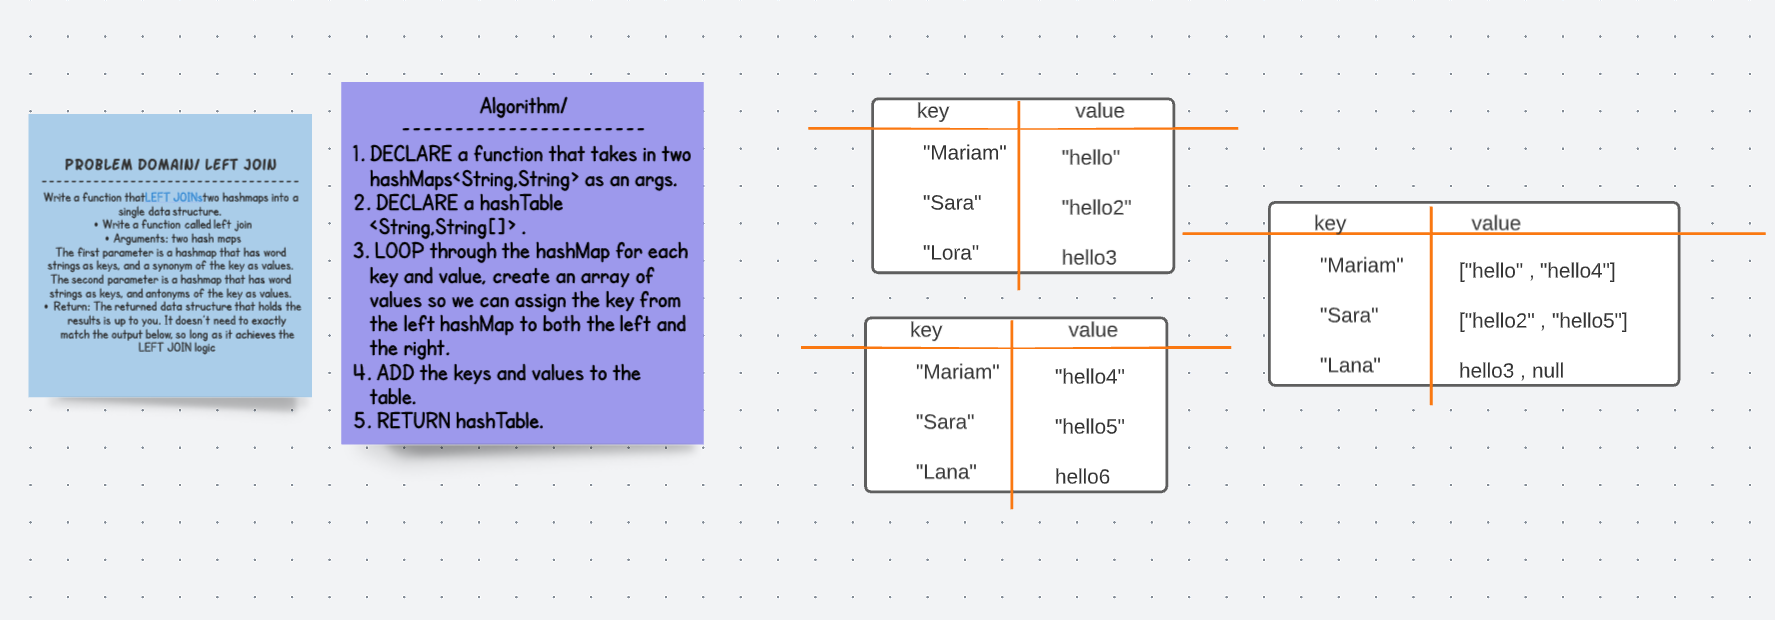 PROBLEM DOMAIN/ LEFT JOIN
Write a function thatLEFT JOINstwo hashmaps into a
single data structure.
• Write a function called left join
• Arguments: two hash maps
The first parameter is a hashmap that has word
strings as keys, and a synonym of the key as values.
The second parameter is a hashmap that has word
strings as keys, and antonyms of the key as values.
• Return: The returned data structure that holds the
results is up to you. It doesn't need to exactly
match the output below, so long as it achieves the
LEFT JOIN logic
Algorithm/
-----------------------
1. DECLARE a function that takes in two
hashMaps<String,String> as an args.
2. DECLARE a hashTable
<String,String[]> .
3. LOOP through the hashMap for each
key and value, create an array of
values so we can assign the key from
the left hashMap to both the left and
the right.
4. ADD the keys and values to the
table.
5. RETURN hashTable.
key value
"Mariam" "hello"
"Sara" "hello2"
"Lora" hello3
key value
"Mariam" "hello4"
"Sara" "hello5"
"Lana" hello6
key value
"Mariam" ["hello" , "hello4"]
"Sara" ["hello2" , "hello5"]
"Lana" hello3 , null